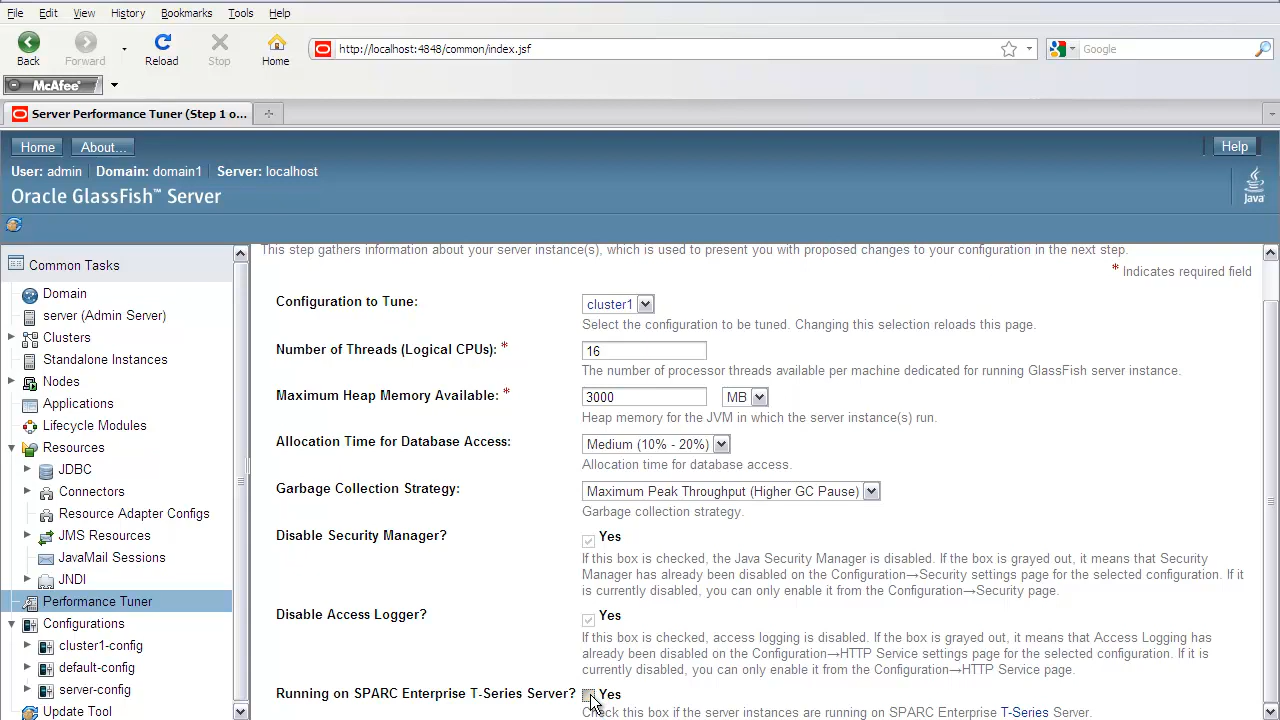 File Edit View History Bookmarks Tools Help
Back Forward Reload Stop Home http://localhost:4848/common/index.jsf Google
McAfee
Server Performance Tuner (Step 1 o...
Home About... Help
User: admin Domain: domain1 Server: localhost
Oracle GlassFish™ Server
Java
Common Tasks
Domain
server (Admin Server)
Clusters
Standalone Instances
Nodes
Applications
Lifecycle Modules
Resources
JDBC
Connectors
Resource Adapter Configs
JMS Resources
JavaMail Sessions
JNDI
Performance Tuner
Configurations
cluster1-config
default-config
server-config
Update Tool
This step gathers information about your server instance(s), which is used to present you with proposed changes to your configuration in the next step.
* Indicates required field
Configuration to Tune: cluster1
Select the configuration to be tuned. Changing this selection reloads this page.
Number of Threads (Logical CPUs): * 16
The number of processor threads available per machine dedicated for running GlassFish server instance.
Maximum Heap Memory Available: * 3000 MB
Heap memory for the JVM in which the server instance(s) run.
Allocation Time for Database Access: Medium (10% - 20%)
Allocation time for database access.
Garbage Collection Strategy: Maximum Peak Throughput (Higher GC Pause)
Garbage collection strategy.
Disable Security Manager? Yes
If this box is checked, the Java Security Manager is disabled. If the box is grayed out, it means that Security
Manager has already been disabled on the Configuration→Security settings page for the selected configuration. If it
is currently disabled, you can only enable it from the Configuration→Security page.
Disable Access Logger? Yes
If this box is checked, access logging is disabled. If the box is grayed out, it means that Access Logging has
already been disabled on the Configuration→HTTP Service settings page for the selected configuration. If it is
currently disabled, you can only enable it from the Configuration→HTTP Service page.
Running on SPARC Enterprise T-Series Server? Yes
Check this box if the server instances are running on SPARC Enterprise T-Series Server.